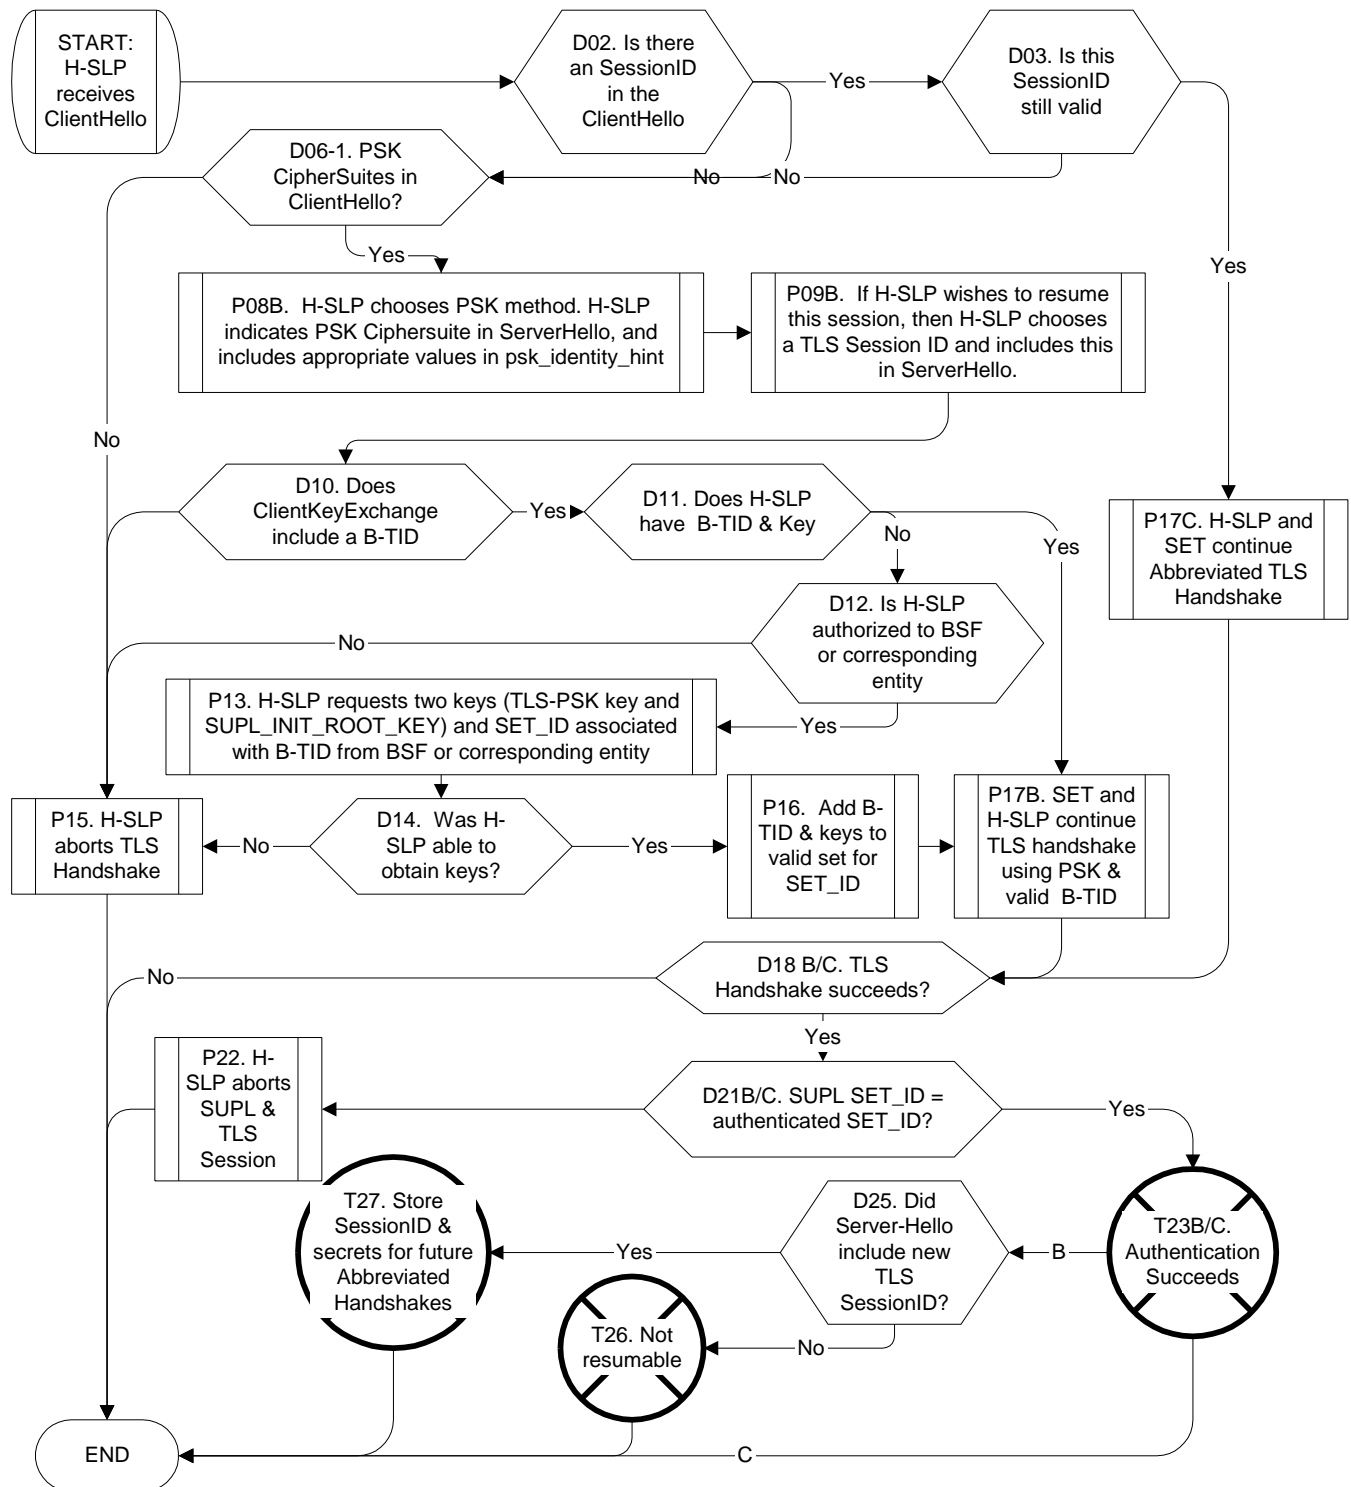 START:
H-SLP
receives
ClientHello
D02. Is there
an SessionID
in the
ClientHello
Yes
D03. Is this
SessionID
still valid
D06-1. PSK
CipherSuites in
ClientHello?
No
No
Yes
Yes
P08B.  H-SLP chooses PSK method. H-SLP
indicates PSK Ciphersuite in ServerHello, and
includes appropriate values in psk_identity_hint
P09B.  If H-SLP wishes to resume
this session, then H-SLP chooses
a TLS Session ID and includes this
in ServerHello.
No
D10. Does
ClientKeyExchange
include a B-TID
Yes
D11. Does H-SLP
have  B-TID & Key
No
Yes
P17C. H-SLP and
SET continue
Abbreviated TLS
Handshake
D12. Is H-SLP
authorized to BSF
or corresponding
entity
No
P13. H-SLP requests two keys (TLS-PSK key and
SUPL_INIT_ROOT_KEY) and SET_ID associated
with B-TID from BSF or corresponding entity
Yes
P15. H-SLP
aborts TLS
Handshake
No
D14.  Was H-
SLP able to
obtain keys?
Yes
P16.  Add B-
TID & keys to
valid set for
SET_ID
P17B. SET and
H-SLP continue
TLS handshake
using PSK &
valid  B-TID
No
D18 B/C. TLS
Handshake succeeds?
Yes
P22. H-
SLP aborts
SUPL &
TLS
Session
D21B/C. SUPL SET_ID =
authenticated SET_ID?
Yes
T27. Store
SessionID &
secrets for future
Abbreviated
Handshakes
Yes
D25. Did
Server-Hello
include new
TLS
SessionID?
B
T23B/C.
Authentication
Succeeds
T26. Not
resumable
No
END
C